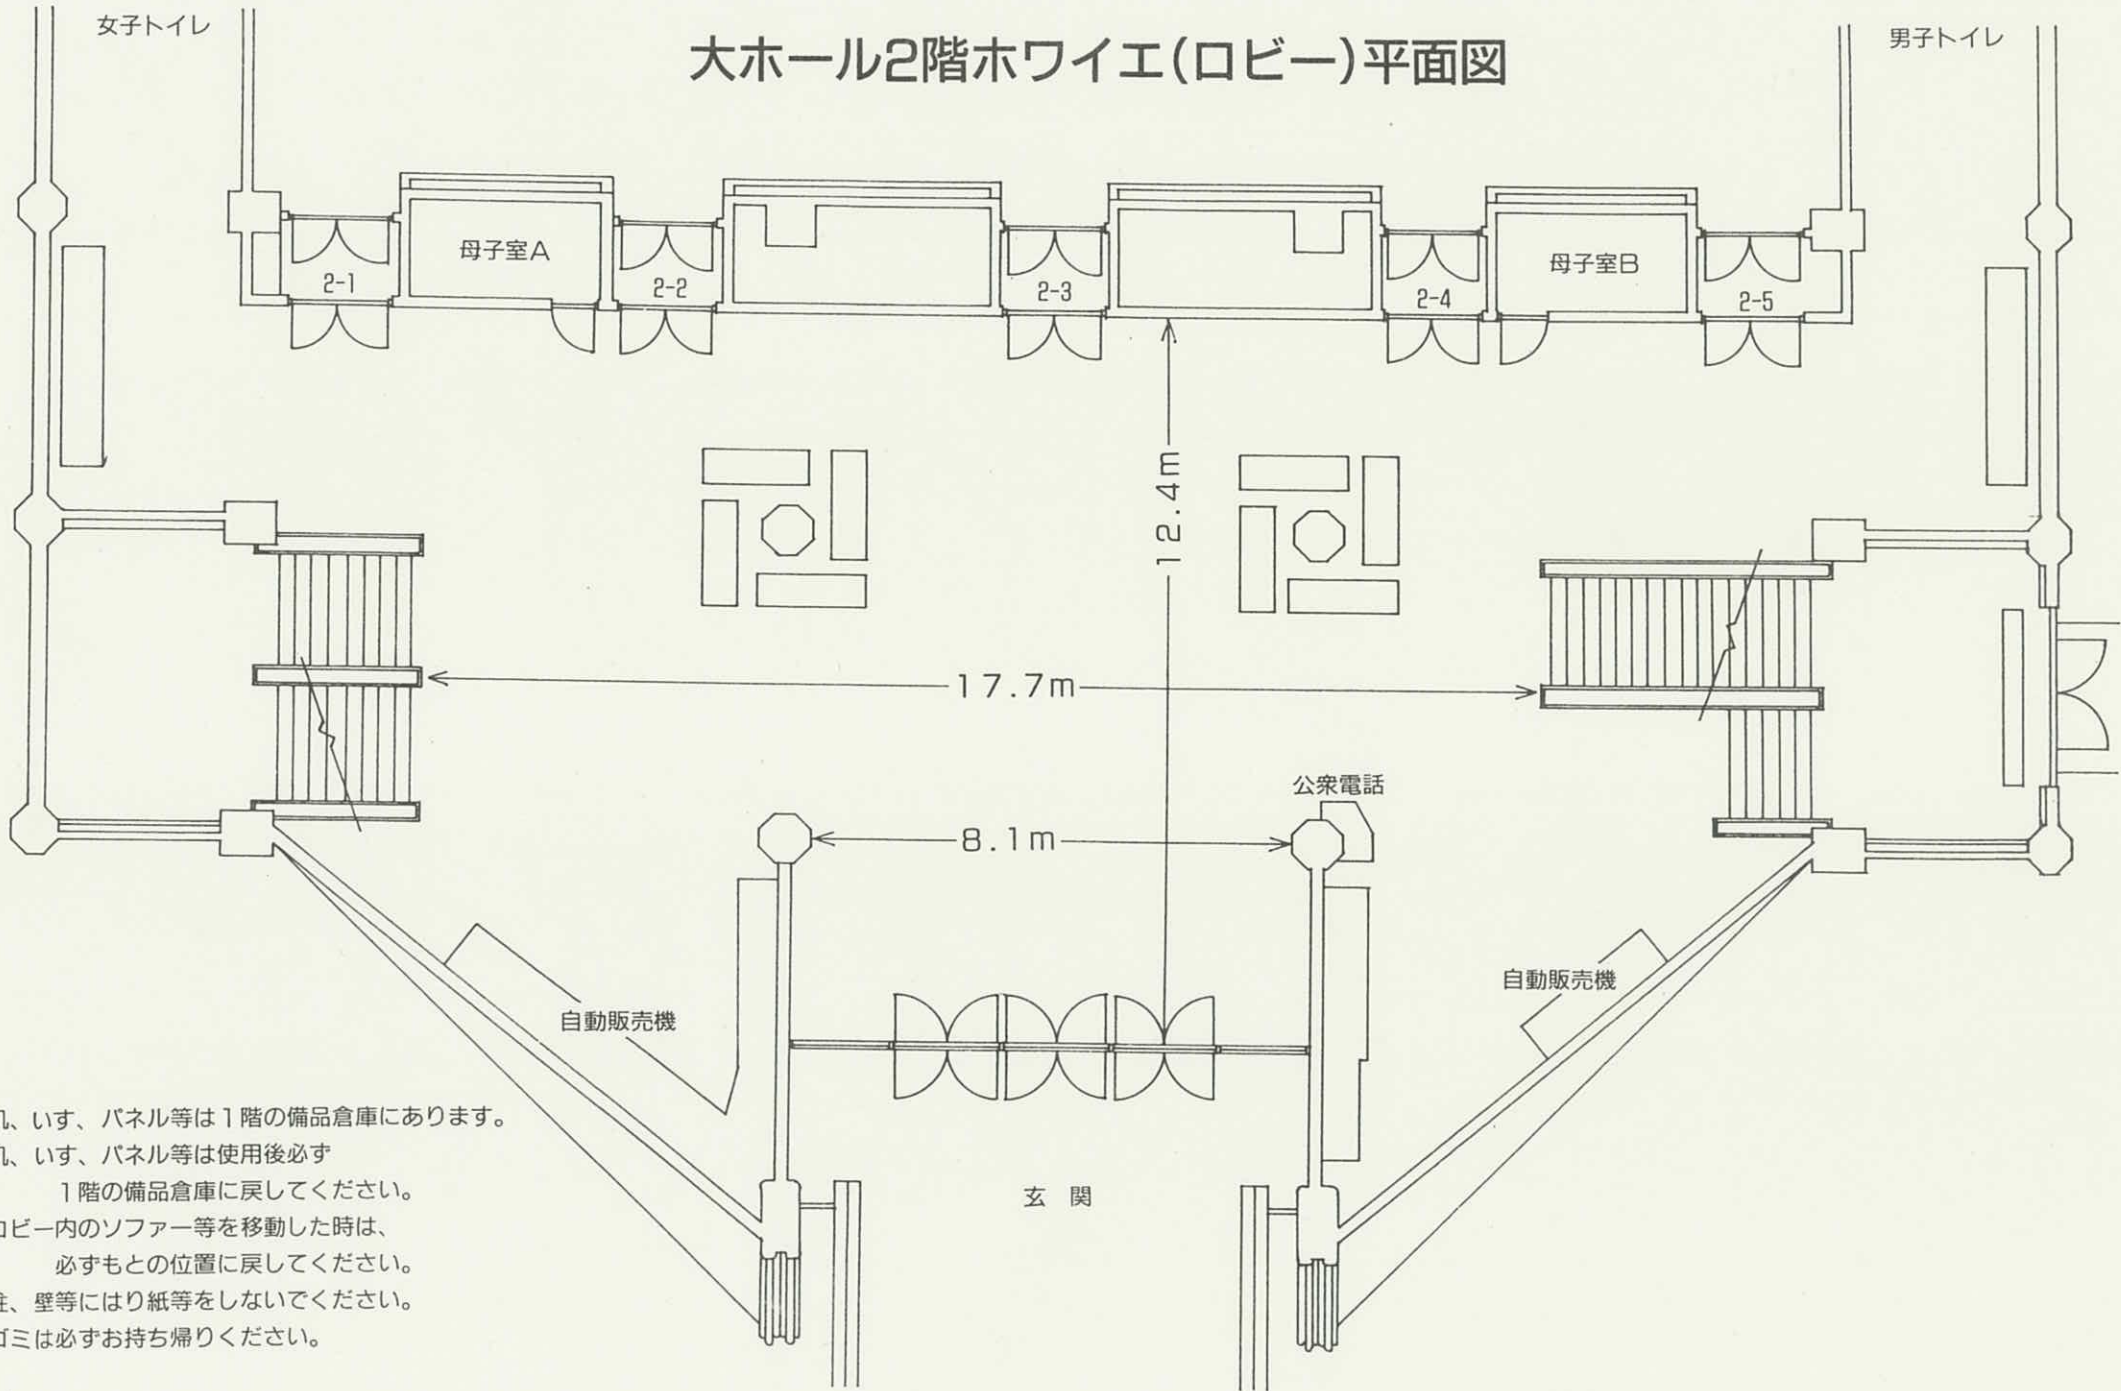 女子トイレ
男子トイレ
大ホール2階ホワイエ(ロビー)平面図
母子室A
母子室B
2-1
2-2
2-3
2-4
2-5
12.4m
17.7m
公衆電話
8.1m
自動販売機
自動販売機
玄 関
、いす、パネル等は1階の備品倉庫にあります。
、いす、パネル等は使用後必ず
1階の備品倉庫に戻してください。
ロビー内のソファー等を移動した時は、
必ずもとの位置に戻してください。
、壁等にはり紙等をしないでください。
ゴミは必ずお持ち帰りください。